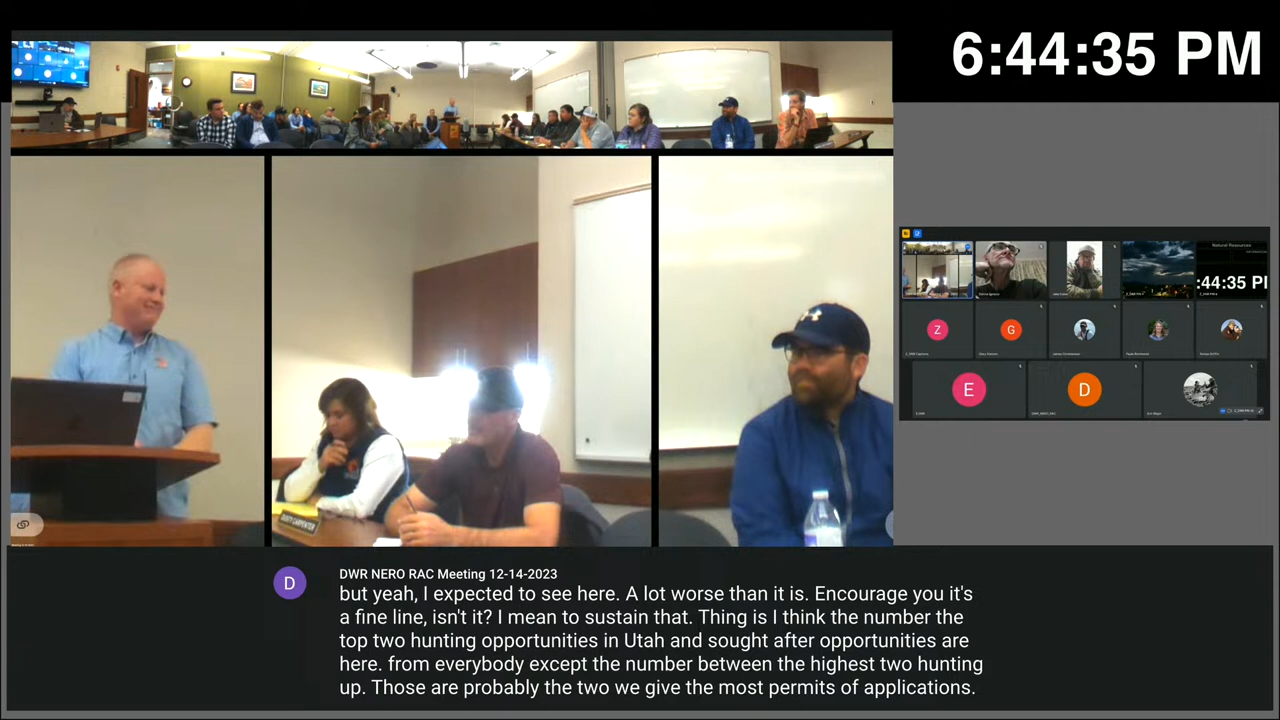 6:44:35 PM
Natural Resources
:44:35 PI
Z
G
E
D
DUSTY CARPENTER
D
DWR NERO RAC Meeting 12-14-2023
but yeah, I expected to see here. A lot worse than it is. Encourage you it's
a fine line, isn't it? I mean to sustain that. Thing is I think the number the
top two hunting opportunities in Utah and sought after opportunities are
here. from everybody except the number between the highest two hunting
up. Those are probably the two we give the most permits of applications.